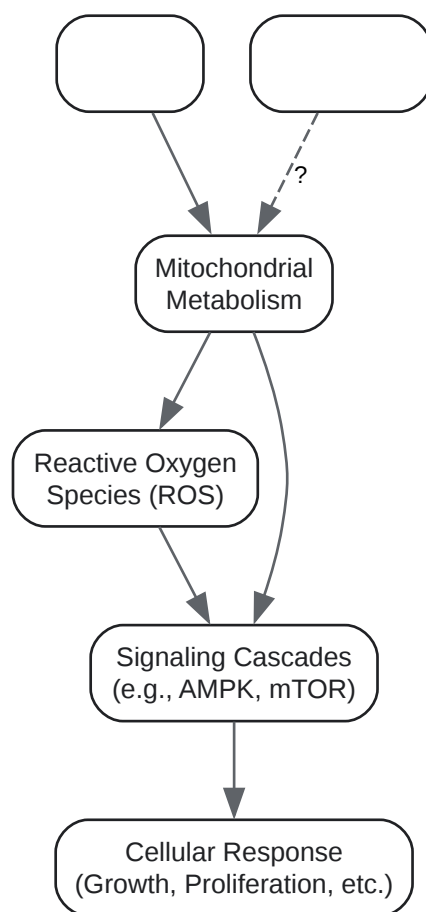 ?
Mitochondrial
Metabolism
Reactive Oxygen
Species (ROS)
Signaling Cascades
(e.g., AMPK, mTOR)
Cellular Response
(Growth, Proliferation, etc.)